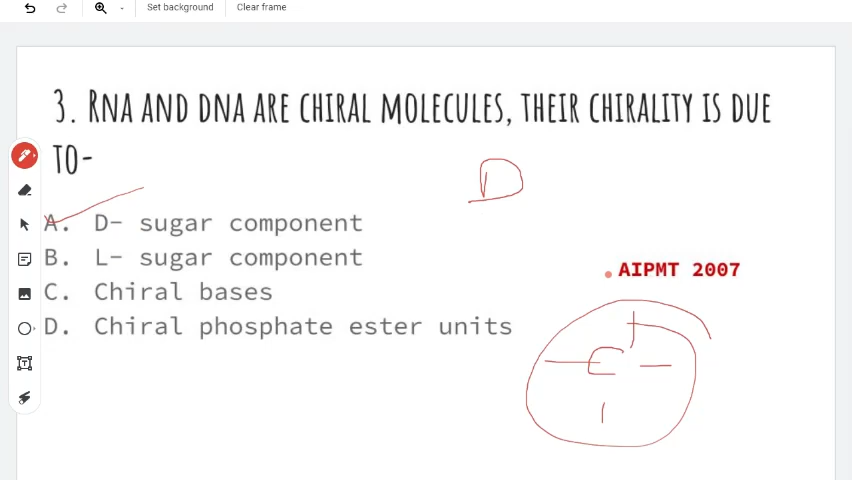 Set background Clear frame
3. RNA AND DNA ARE CHIRAL MOLECULES, THEIR CHIRALITY IS DUE
TO-
D
A. D- sugar component
B. L- sugar component
AIPMT 2007
C. Chiral bases
D. Chiral phosphate ester units
C